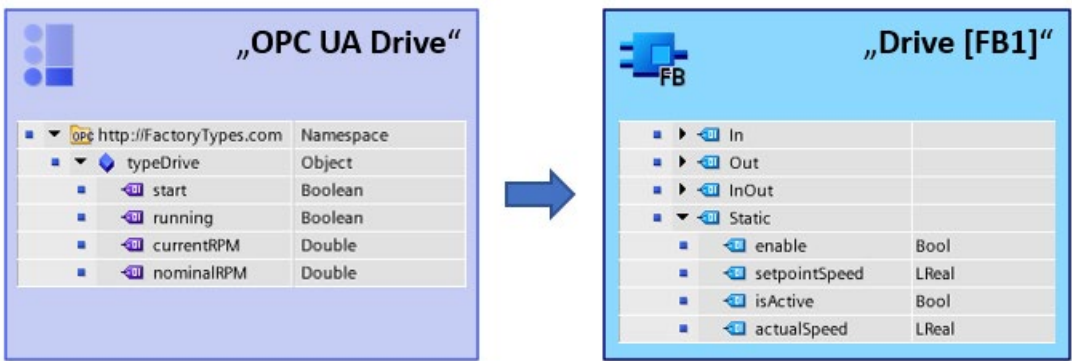 „OPC UA Drive“
OPC http://FactoryTypes.com Namespace
typeDrive Object
start Boolean
running Boolean
currentRPM Double
nominalRPM Double
„Drive [FB1]“
FB
In
Out
InOut
Static
enable Bool
setpointSpeed LReal
isActive Bool
actualSpeed LReal